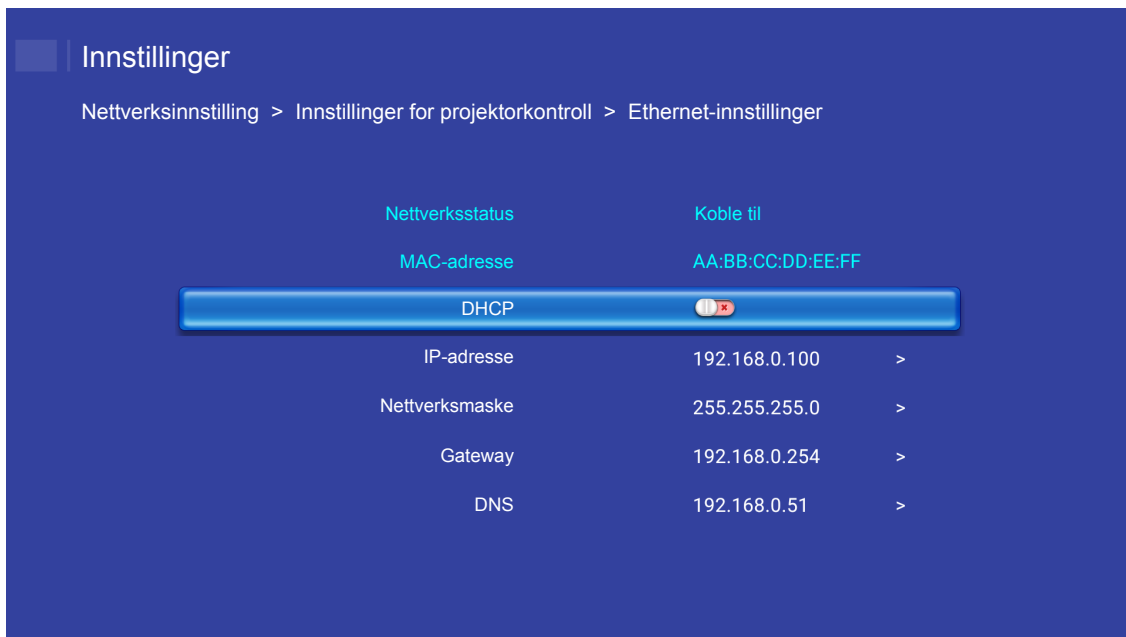 Innstillinger
Nettverksinnstilling > Innstillinger for projektorkontroll > Ethernet-innstillinger
Nettverksstatus Koble til
MAC-adresse AA:BB:CC:DD:EE:FF
DHCP
IP-adresse 192.168.0.100 >
Nettverksmaske 255.255.255.0 >
Gateway 192.168.0.254 >
DNS 192.168.0.51 >